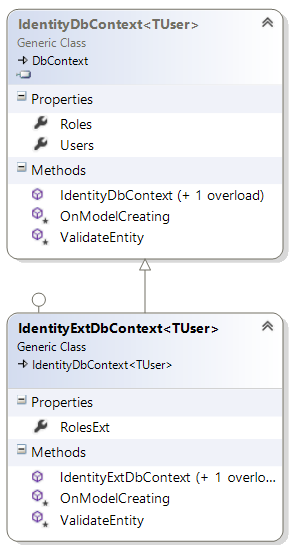 IdentityDbContext<TUser>
Generic Class
DbContext
Properties
Roles
Users
Methods
IdentityDbContext (+ 1 overload)
OnModelCreating
ValidateEntity
IdentityExtDbContext<TUser>
Generic Class
IdentityDbContext<TUser>
Properties
RolesExt
Methods
IdentityExtDbContext (+ 1 overlo...
OnModelCreating
ValidateEntity